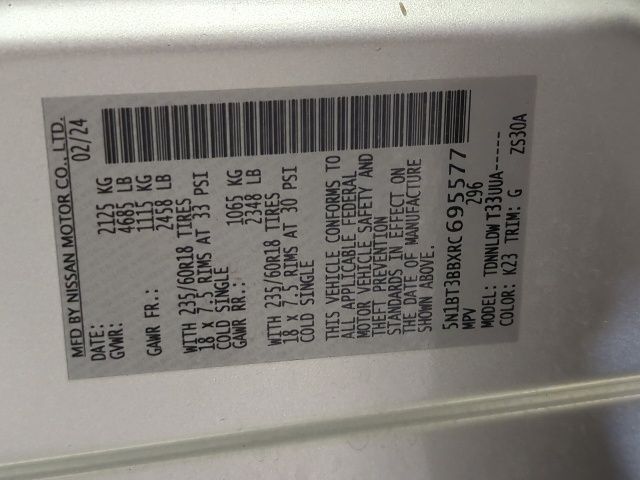 MFD BY NISSAN MOTOR CO., LTD.
DATE: 02/24
GVWR: 2125 KG
4685 LB
GAWR FR.: 1115 KG
2458 LB
WITH 235/60R18 TIRES
18 X 7.5 RIMS AT 33 PSI
COLD SINGLE
GAWR RR.: 1065 KG
2348 LB
WITH 235/60R18 TIRES
18 X 7.5 RIMS AT 30 PSI
COLD SINGLE
THIS VEHICLE CONFORMS TO
ALL APPLICABLE FEDERAL
MOTOR VEHICLE SAFETY AND
THEFT PREVENTION
STANDARDS IN EFFECT ON
THE DATE OF MANUFACTURE
SHOWN ABOVE.
5N1BT3BBXRC695577
MPV 296
MODEL: TDNNLDW T33UUA-----
COLOR: K23 TRIM: G ZS30A